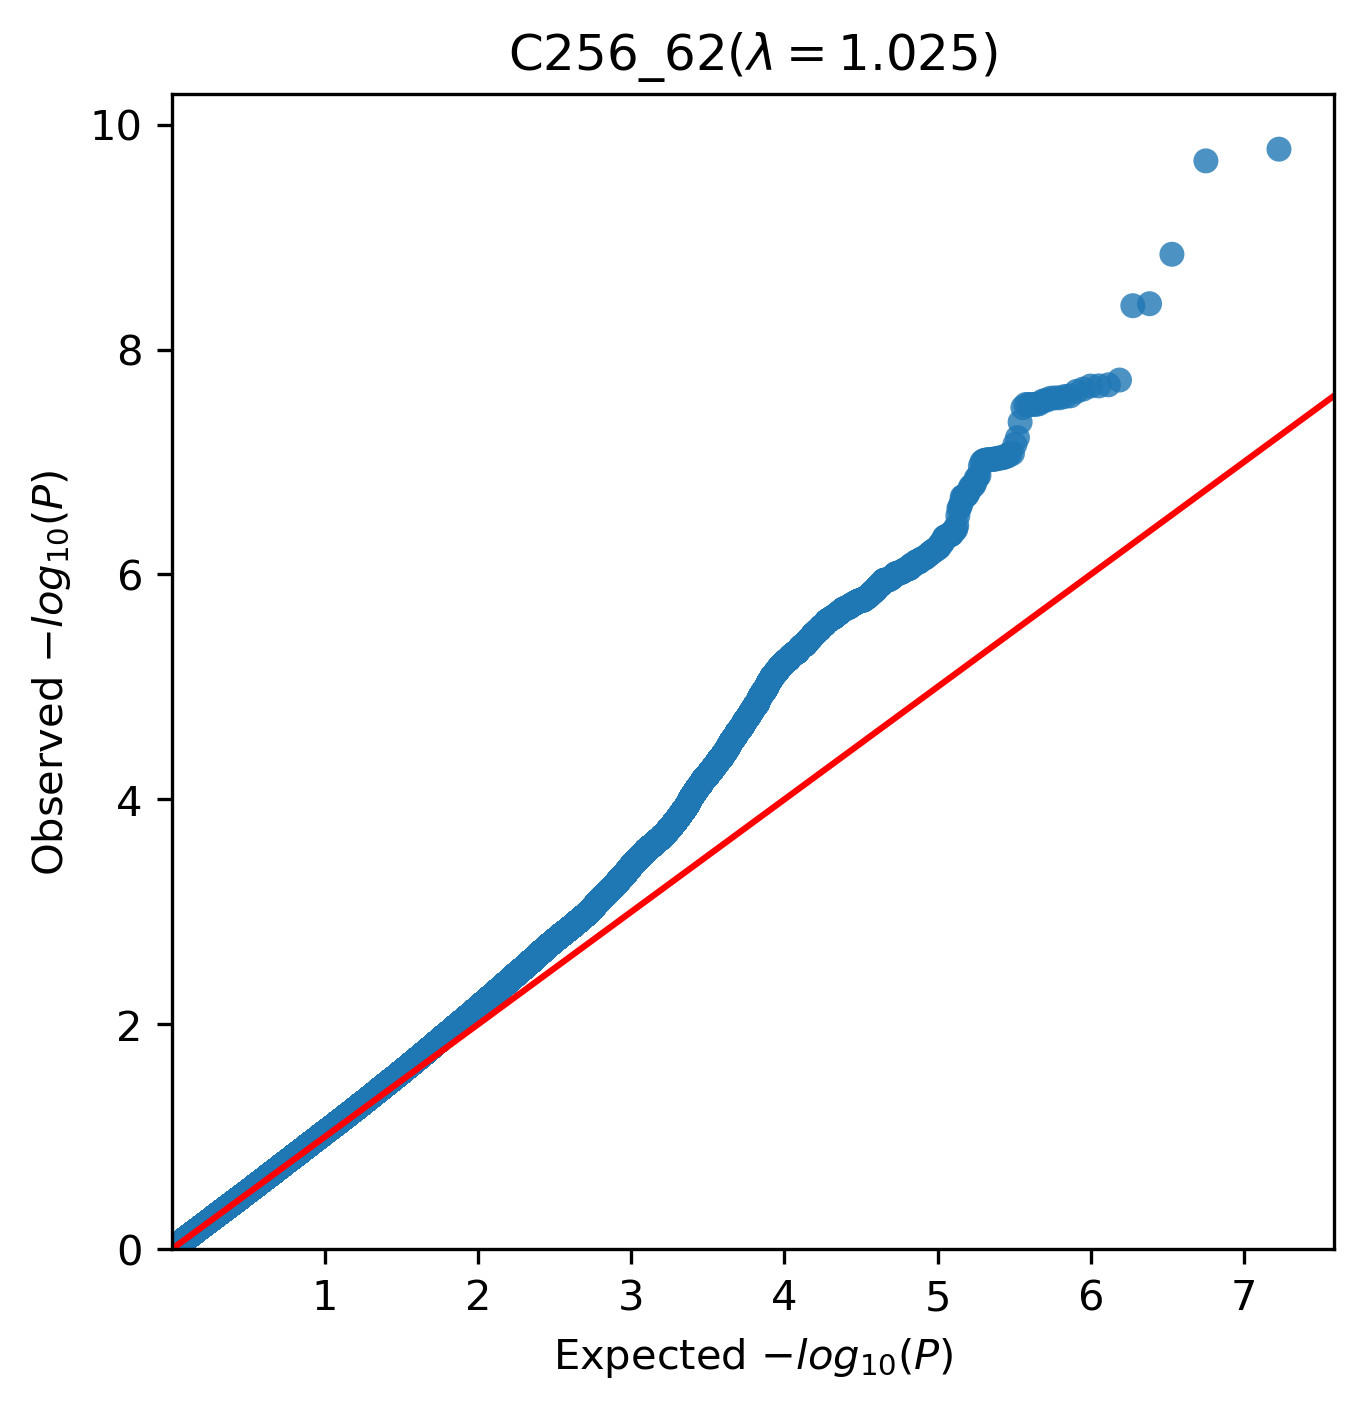 C256_62(λ = 1.025)
10
8
6
4
2
0
Observed −log₁₀(P)
1 2 3 4 5 6 7
Expected −log₁₀(P)